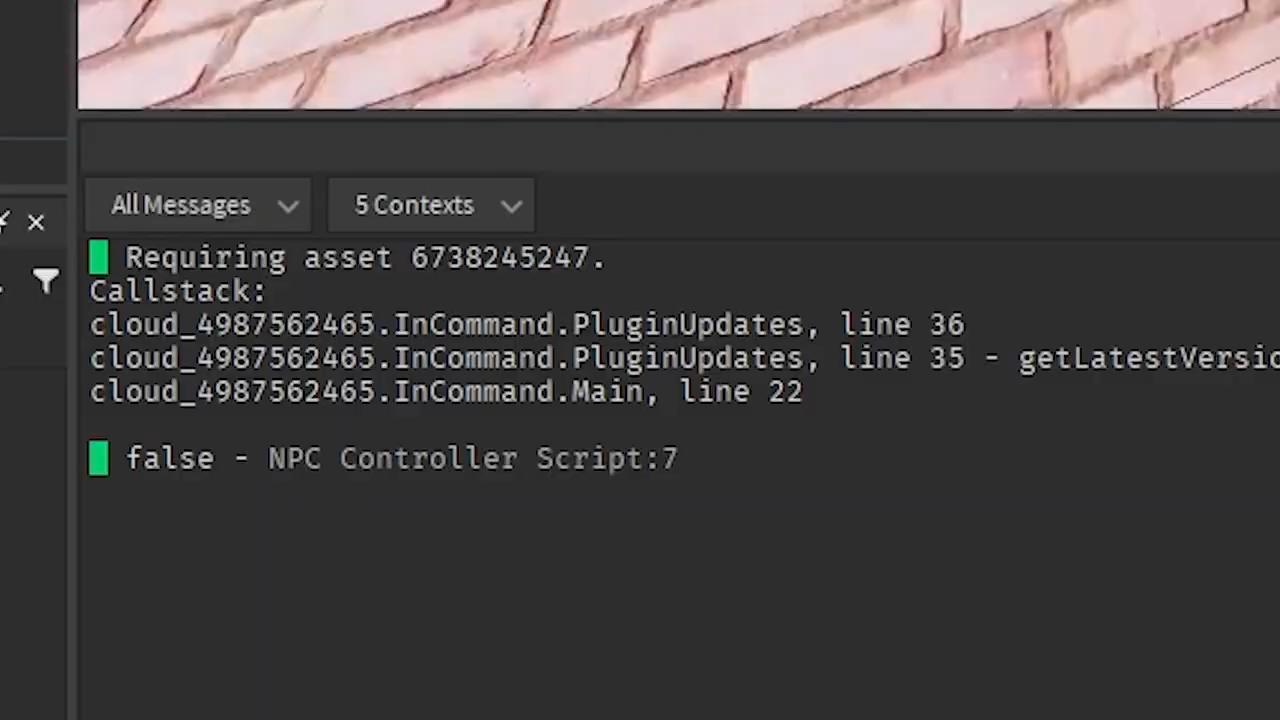 All Messages 5 Contexts
Requiring asset 6738245247.
Callstack:
cloud_4987562465.InCommand.PluginUpdates, line 36
cloud_4987562465.InCommand.PluginUpdates, line 35 - getLatestVersio
cloud_4987562465.InCommand.Main, line 22
false - NPC Controller Script:7